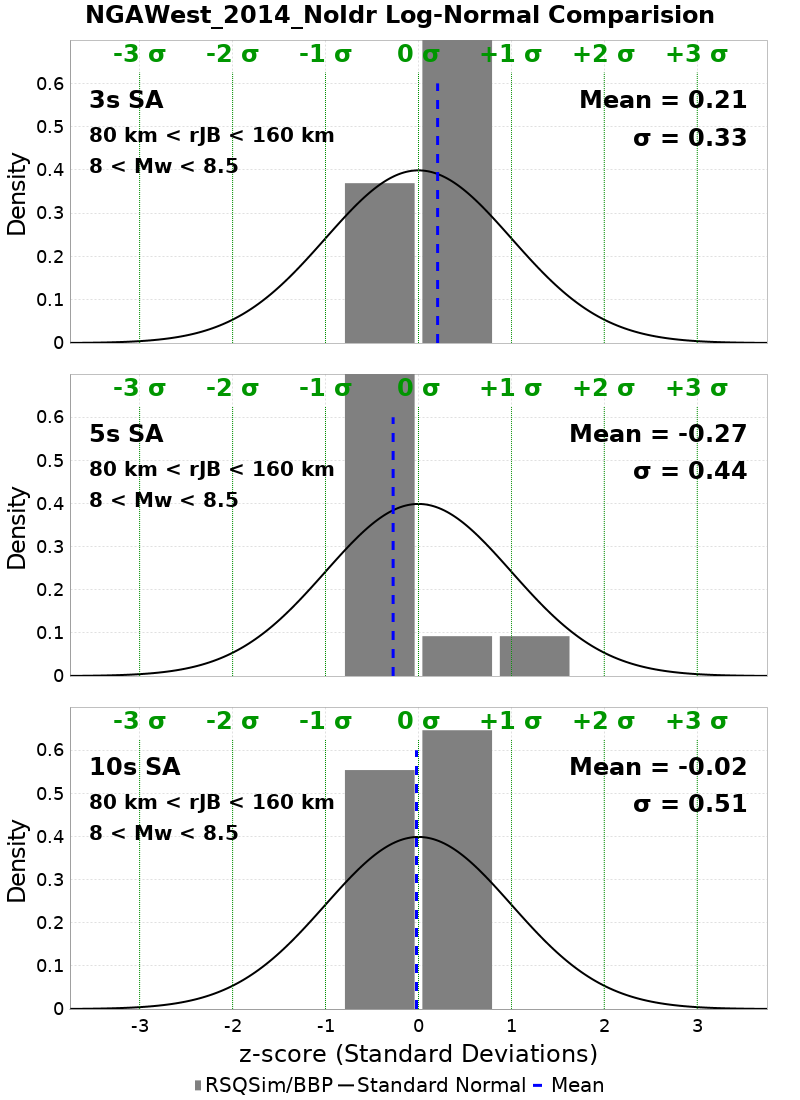 NGAWest_2014_NoIdr Log-Normal Comparision
-3 σ -2 σ -1 σ 0 σ +1 σ +2 σ +3 σ
0.6
3s SA
Mean = 0.21
0.5
80 km < rJB < 160 km
σ = 0.33
8 < Mw < 8.5
0.4
Density
0.3
0.2
0.1
0
-3 σ -2 σ -1 σ 0 σ +1 σ +2 σ +3 σ
0.6
5s SA
Mean = -0.27
0.5
80 km < rJB < 160 km
σ = 0.44
8 < Mw < 8.5
0.4
Density
0.3
0.2
0.1
0
-3 σ -2 σ -1 σ 0 σ +1 σ +2 σ +3 σ
0.6
10s SA
Mean = -0.02
0.5
80 km < rJB < 160 km
σ = 0.51
8 < Mw < 8.5
0.4
Density
0.3
0.2
0.1
0
-3 -2 -1 0 1 2 3
z-score (Standard Deviations)
RSQSim/BBP Standard Normal Mean